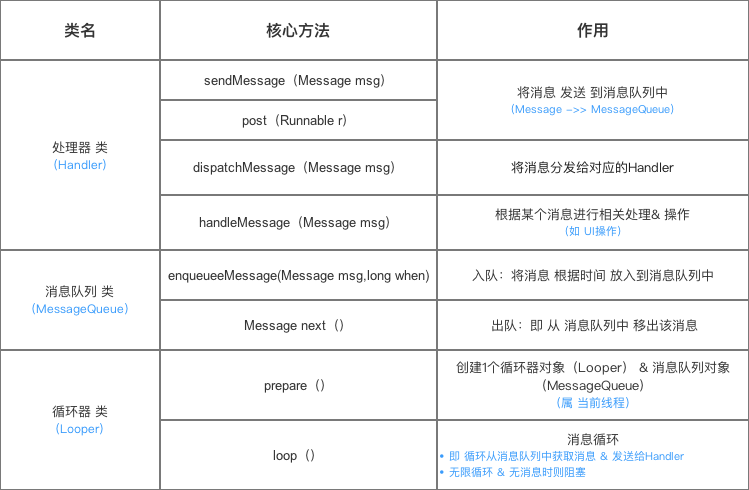 类名
核心方法
作用
处理器 类
（Handler）
sendMessage（Message msg)
post（Runnable r）
将消息 发送 到消息队列中
（Message ->> MessageQueue）
dispatchMessage（Message msg）
将消息分发给对应的Handler
handleMessage（Message msg）
根据某个消息进行相关处理& 操作
（如 UI操作）
消息队列 类
（MessageQueue）
enqueueeMessage(Message msg,long when)
入队：将消息 根据时间 放入到消息队列中
Message next（）
出队：即 从 消息队列中 移出该消息
循环器 类
（Looper）
prepare（）
创建1个循环器对象（Looper） & 消息队列对象
（MessageQueue）
（属 当前线程）
loop（）
消息循环
• 即 循环从消息队列中获取消息 & 发送给Handler
• 无限循环 & 无消息时则阻塞